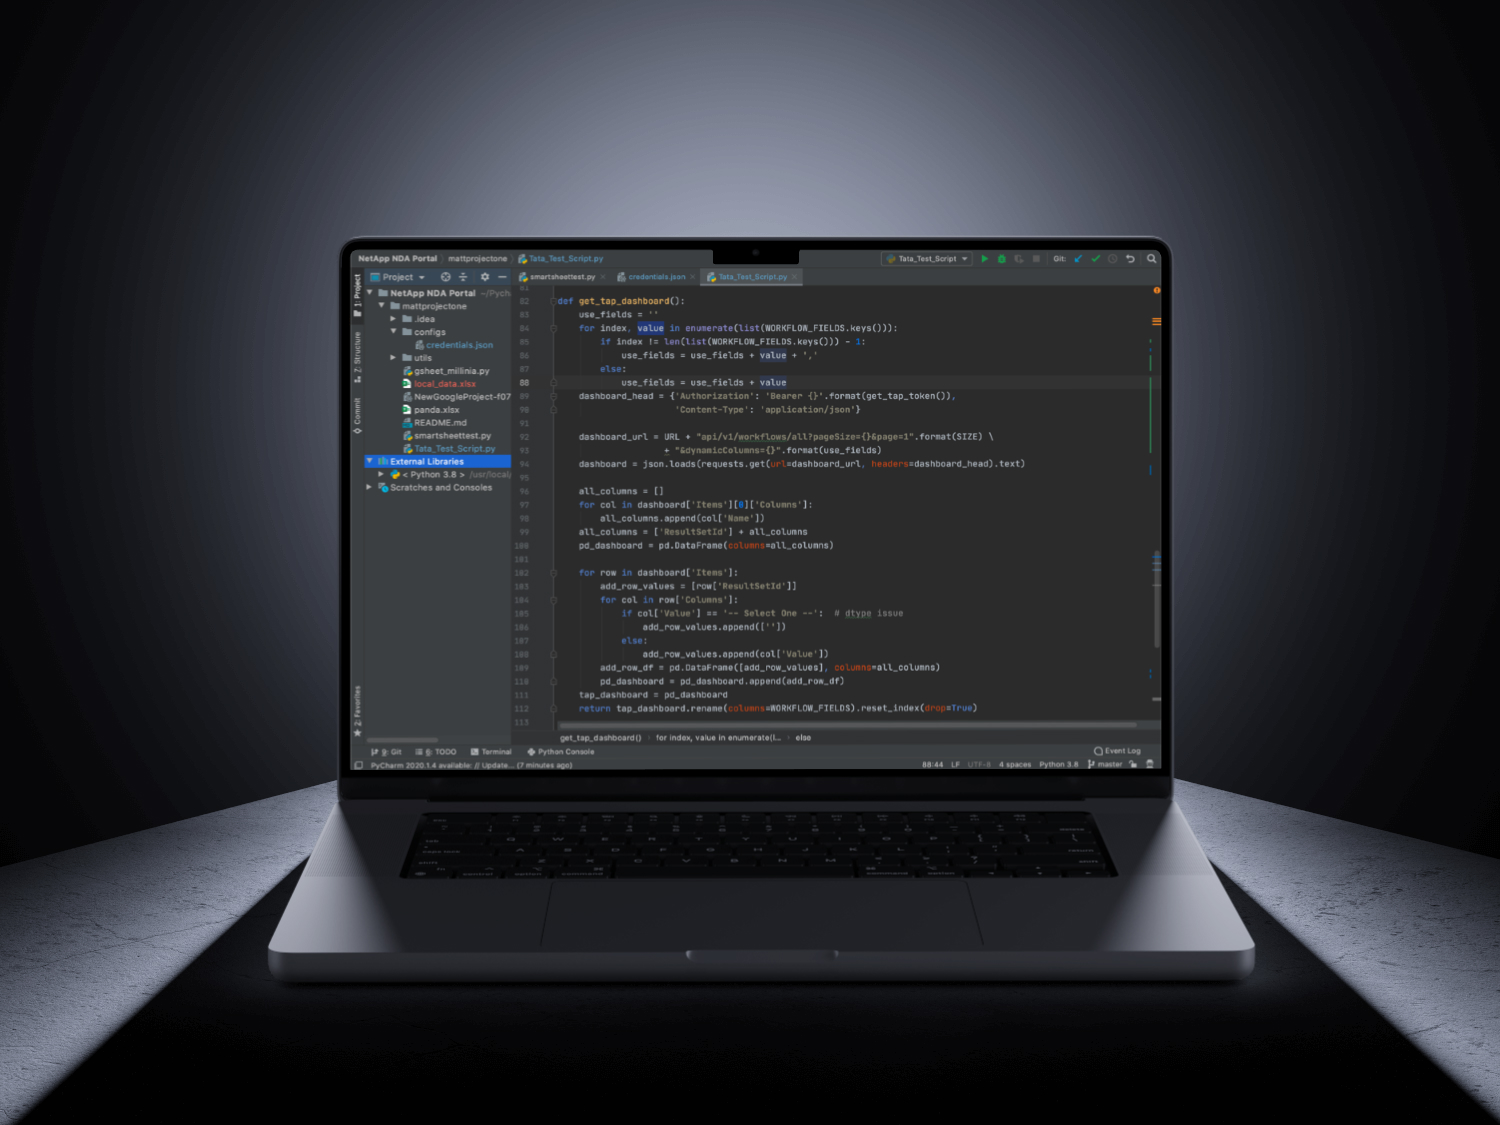 NetApp NDA Portal mattprojectone Tata_Test_Script.py
Tata_Test_Script Git:
Project
smartsheettest.py credentials.json Tata_Test_Script.py
1: Project
Z: Structure
Commit
2: Favorites
NetApp NDA Portal ~/Pych
mattprojectone
.idea
configs
credentials.json
utils
gsheet_millinia.py
local_data.xlsx
NewGoogleProject-f07
panda.xlsx
README.md
smartsheettest.py
Tata_Test_Script.py
External Libraries
< Python 3.8 > /usr/local/
Scratches and Consoles
81
82 def get_tap_dashboard():
83 use_fields = ''
84 for index, value in enumerate(list(WORKFLOW_FIELDS.keys())):
85 if index != len(list(WORKFLOW_FIELDS.keys())) - 1:
86 use_fields = use_fields + value + ','
87 else:
88 use_fields = use_fields + value
89 dashboard_head = {'Authorization': 'Bearer {}'.format(get_tap_token()),
90 'Content-Type': 'application/json'}
91
92 dashboard_url = URL + "api/v1/workflows/all?pageSize={}&page=1".format(SIZE) \
93 + "&dynamicColumns={}".format(use_fields)
94 dashboard = json.loads(requests.get(url=dashboard_url, headers=dashboard_head).text)
95
96 all_columns = []
97 for col in dashboard['Items'][0]['Columns']:
98 all_columns.append(col['Name'])
99 all_columns = ['ResultSetId'] + all_columns
100 pd_dashboard = pd.DataFrame(columns=all_columns)
101
102 for row in dashboard['Items']:
103 add_row_values = [row['ResultSetId']]
104 for col in row['Columns']:
105 if col['Value'] == '-- Select One --': # dtype issue
106 add_row_values.append([''])
107 else:
108 add_row_values.append(col['Value'])
109 add_row_df = pd.DataFrame([add_row_values], columns=all_columns)
110 pd_dashboard = pd_dashboard.append(add_row_df)
111 tap_dashboard = pd_dashboard
112 return tap_dashboard.rename(columns=WORKFLOW_FIELDS).reset_index(drop=True)
113
get_tap_dashboard() for index, value in enumerate(l... else
9: Git 6: TODO Terminal Python Console Event Log
PyCharm 2020.1.4 available: // Update... (7 minutes ago) 88:44 LF UTF-8 4 spaces Python 3.8 master